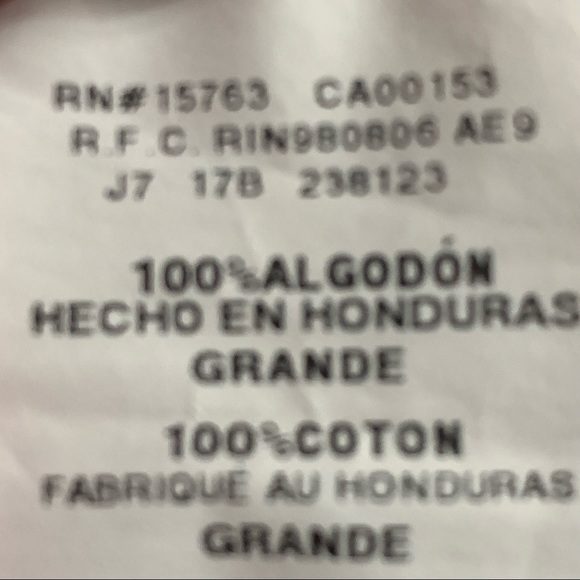 RN#15763 CA00153
R.F.C. RIN980806 AE9
J7 17B 238123
100%ALGODÓN
HECHO EN HONDURAS
GRANDE
100%COTON
FABRIQUE AU HONDURAS
GRANDE